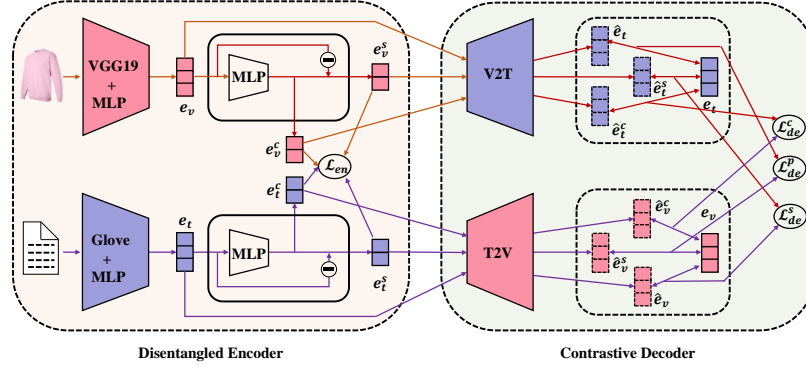 VGG19
+
MLP
e_v
MLP
e_v^s
e_v^c
ℒ_en
e_t^c
Glove
+
MLP
e_t
MLP
e_t^s
V2T
ê_t
ê_t^s
e_t
ê_t^c
T2V
ê_v^c
e_v
ê_v^s
ê_v
ℒ_de^c
ℒ_de^p
ℒ_de^s
Disentangled Encoder
Contrastive Decoder